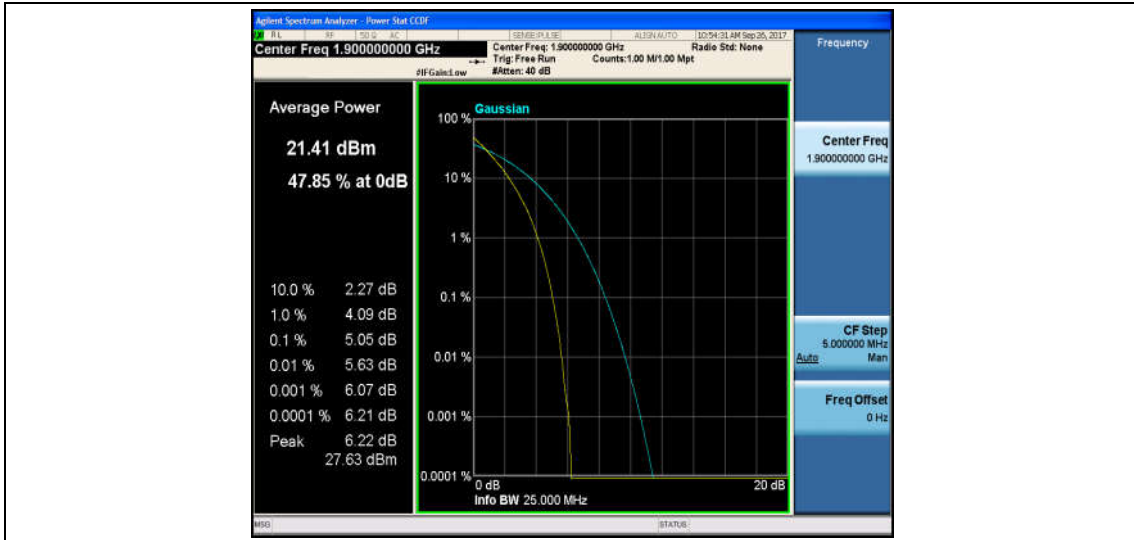 Agilent Spectrum Analyzer - Power Stat CCDF
RL RF 50 Ω AC SENSE:PULSE ALIGN AUTO 10:54:31 AM Sep 26, 2017
Center Freq 1.900000000 GHz
Center Freq: 1.900000000 GHz Radio Std: None
Trig: Free Run Counts:1.00 M/1.00 Mpt
#IFGain:Low #Atten: 40 dB
Frequency
Average Power
21.41 dBm
47.85 % at 0dB
10.0 % 2.27 dB
1.0 % 4.09 dB
0.1 % 5.05 dB
0.01 % 5.63 dB
0.001 % 6.07 dB
0.0001 % 6.21 dB
Peak 6.22 dB
27.63 dBm
Gaussian
100 %
10 %
1 %
0.1 %
0.01 %
0.001 %
0.0001 %
0 dB 20 dB
Info BW 25.000 MHz
Center Freq
1.900000000 GHz
CF Step
5.000000 MHz
Auto Man
Freq Offset
0 Hz
MSG STATUS